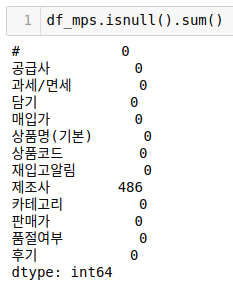 1 df_mps.isnull().sum()
# 0
공급사 0
과세/면세 0
담기 0
매입가 0
상품명(기본) 0
상품코드 0
재입고알림 0
제조사 486
카테고리 0
판매가 0
품절여부 0
후기 0
dtype: int64